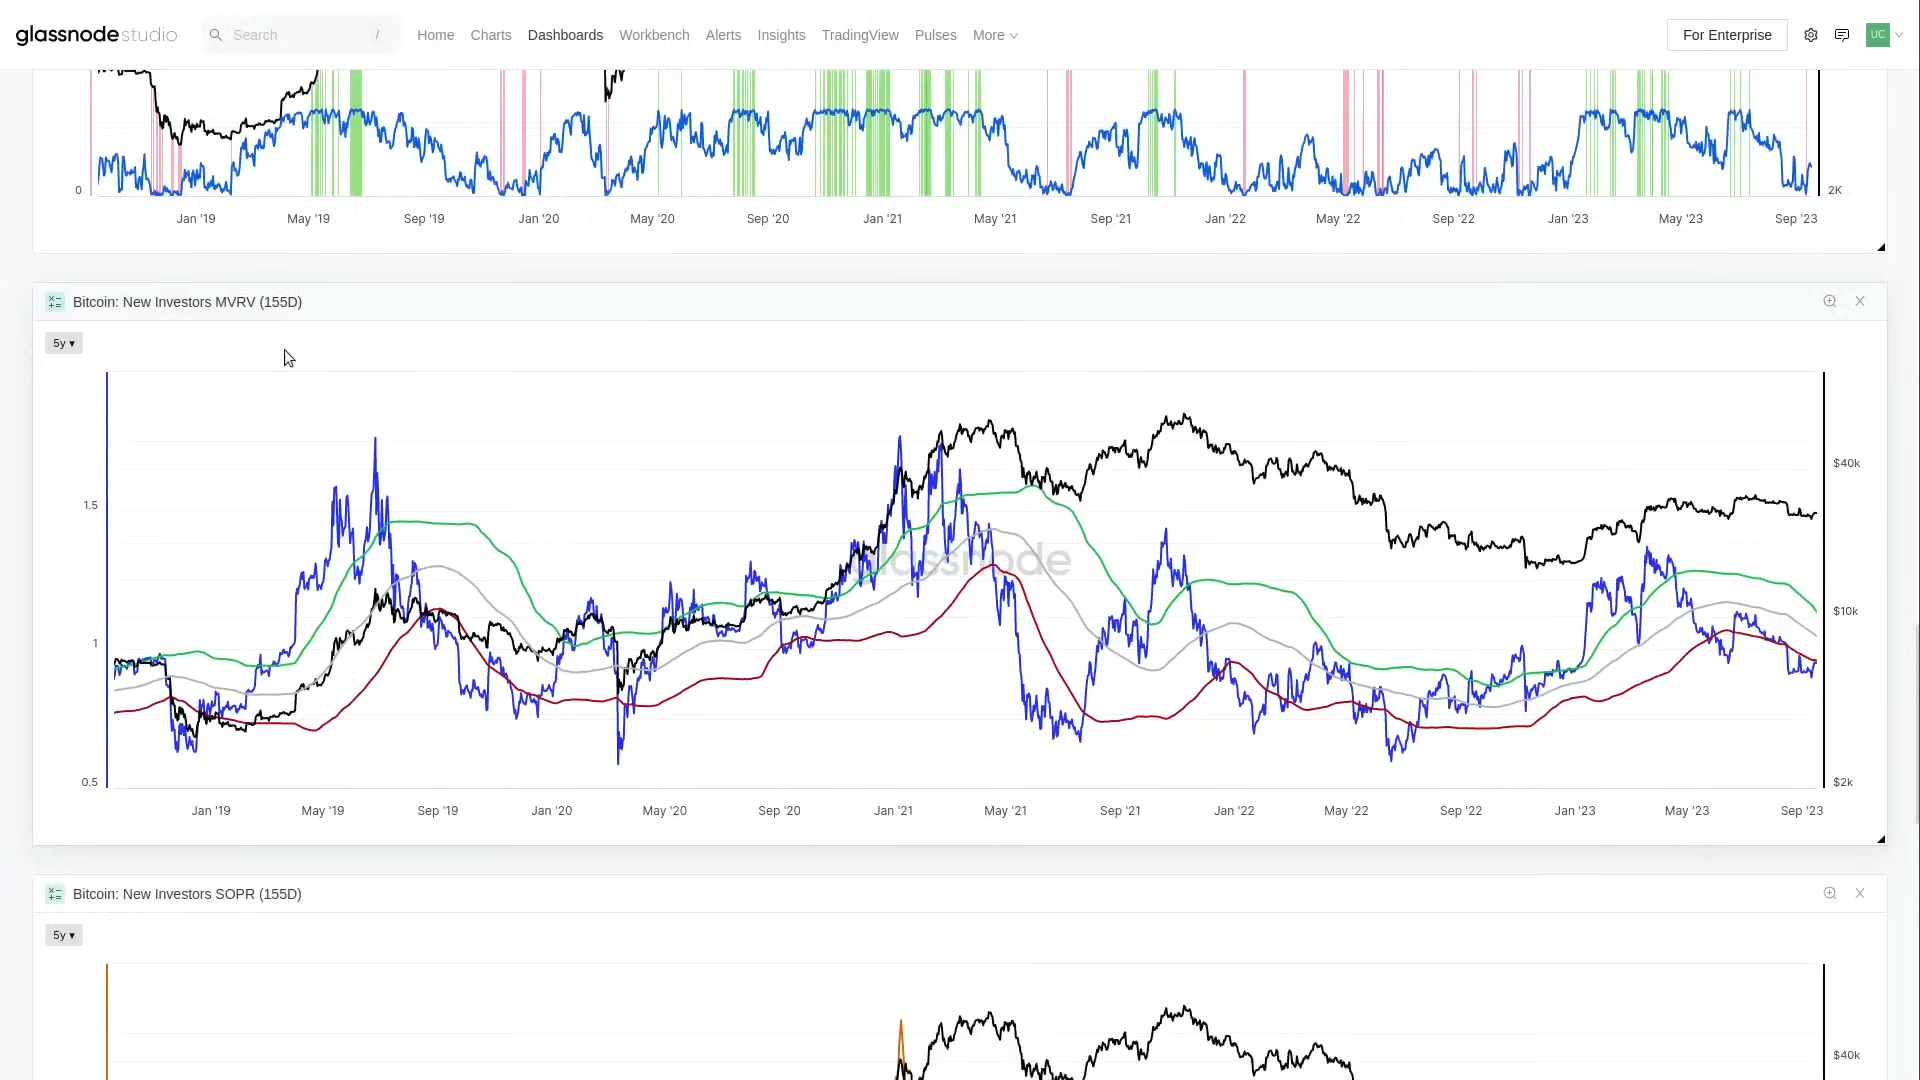 glassnodestudio
Search /
Home Charts Dashboards Workbench Alerts Insights TradingView Pulses More
For Enterprise
UC
0 2K
Jan '19 May '19 Sep '19 Jan '20 May '20 Sep '20 Jan '21 May '21 Sep '21 Jan '22 May '22 Sep '22 Jan '23 May '23 Sep '23
Bitcoin: New Investors MVRV (155D)
5y ▾
$40k
1.5
glassnode
$10k
1
0.5 $2k
Jan '19 May '19 Sep '19 Jan '20 May '20 Sep '20 Jan '21 May '21 Sep '21 Jan '22 May '22 Sep '22 Jan '23 May '23 Sep '23
Bitcoin: New Investors SOPR (155D)
5y ▾
$40k